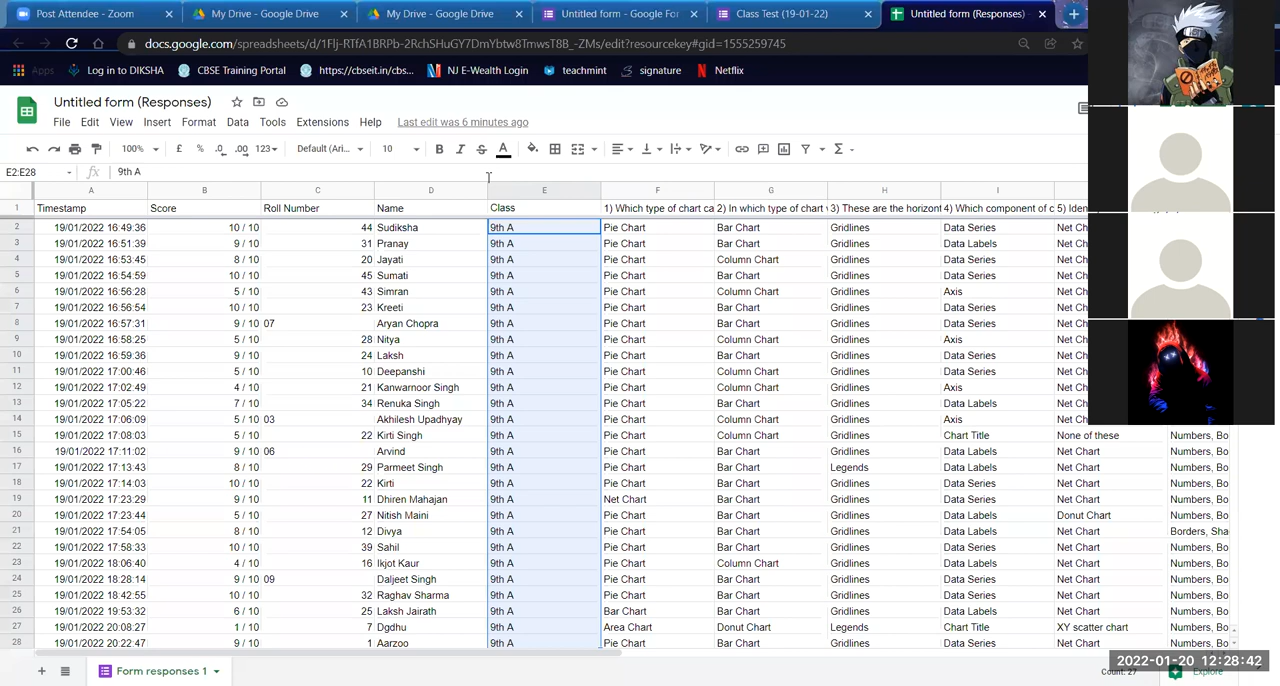 Post Attendee - Zoom My Drive - Google Drive My Drive - Google Drive Untitled form - Google For Class Test (19-01-22) Untitled form (Responses)
docs.google.com/spreadsheets/d/1FIj-RTfA1BRPb-2RchSHuGY7DmYbtw8TmwsT8B_-ZMs/edit?resourcekey#gid=1555259745
Apps Log in to DIKSHA CBSE Training Portal https://cbseit.in/cbs... NJ E-Wealth Login teachmint signature Netflix
Untitled form (Responses)
File Edit View Insert Format Data Tools Extensions Help Last edit was 6 minutes ago
100% £ % .0 .00 123 Default (Ari... 10 B I S A Σ
E2:E28 fx 9th A
A B C D E F G H I
1 Timestamp Score Roll Number Name Class 1) Which type of chart ca 2) In which type of chart 3) These are the horizont 4) Which component of c 5) Iden
2 19/01/2022 16:49:36 10 / 10 44 Sudiksha 9th A Pie Chart Bar Chart Gridlines Data Series Net Ch
3 19/01/2022 16:51:39 9 / 10 31 Pranay 9th A Pie Chart Bar Chart Gridlines Data Labels Net Ch
4 19/01/2022 16:53:45 8 / 10 20 Jayati 9th A Pie Chart Column Chart Gridlines Data Series Net Ch
5 19/01/2022 16:54:59 10 / 10 45 Sumati 9th A Pie Chart Bar Chart Gridlines Data Series Net Ch
6 19/01/2022 16:56:28 5 / 10 43 Simran 9th A Pie Chart Column Chart Gridlines Axis Net Ch
7 19/01/2022 16:56:54 10 / 10 23 Kreeti 9th A Pie Chart Bar Chart Gridlines Data Series Net Ch
8 19/01/2022 16:57:31 9 / 10 07 Aryan Chopra 9th A Pie Chart Bar Chart Gridlines Data Series Net Ch
9 19/01/2022 16:58:25 5 / 10 28 Nitya 9th A Pie Chart Column Chart Gridlines Axis Net Ch
10 19/01/2022 16:59:36 9 / 10 24 Laksh 9th A Pie Chart Bar Chart Gridlines Data Series Net Ch
11 19/01/2022 17:00:46 5 / 10 10 Deepanshi 9th A Pie Chart Column Chart Gridlines Data Series Net Ch
12 19/01/2022 17:02:49 4 / 10 21 Kanwarnoor Singh 9th A Pie Chart Column Chart Gridlines Axis Net Ch
13 19/01/2022 17:05:22 7 / 10 34 Renuka Singh 9th A Pie Chart Bar Chart Gridlines Data Labels Net Ch
14 19/01/2022 17:06:09 5 / 10 03 Akhilesh Upadhyay 9th A Pie Chart Column Chart Gridlines Axis Net Ch
15 19/01/2022 17:08:03 5 / 10 22 Kirti Singh 9th A Pie Chart Column Chart Gridlines Chart Title None of these Numbers, Bo
16 19/01/2022 17:11:02 9 / 10 06 Arvind 9th A Pie Chart Bar Chart Gridlines Data Labels Net Chart Numbers, Bo
17 19/01/2022 17:13:43 8 / 10 29 Parmeet Singh 9th A Pie Chart Bar Chart Legends Data Labels Net Chart Numbers, Bo
18 19/01/2022 17:14:03 10 / 10 22 Kirti 9th A Pie Chart Bar Chart Gridlines Data Series Net Chart Numbers, Bo
19 19/01/2022 17:23:29 9 / 10 11 Dhiren Mahajan 9th A Net Chart Bar Chart Gridlines Data Series Net Chart Numbers, Bo
20 19/01/2022 17:23:44 5 / 10 27 Nitish Maini 9th A Pie Chart Bar Chart Gridlines Data Labels Donut Chart Numbers, Bo
21 19/01/2022 17:54:05 8 / 10 12 Divya 9th A Pie Chart Bar Chart Gridlines Data Labels Net Chart Borders, Sha
22 19/01/2022 17:58:33 10 / 10 39 Sahil 9th A Pie Chart Bar Chart Gridlines Data Series Net Chart Numbers, Bo
23 19/01/2022 18:06:40 4 / 10 16 Ikjot Kaur 9th A Pie Chart Column Chart Gridlines Data Series Net Chart Numbers, Bo
24 19/01/2022 18:28:14 9 / 10 09 Daljeet Singh 9th A Pie Chart Bar Chart Gridlines Data Series Net Chart Numbers, Bo
25 19/01/2022 18:42:55 10 / 10 32 Raghav Sharma 9th A Pie Chart Bar Chart Gridlines Data Series Net Chart Numbers, Bo
26 19/01/2022 19:53:32 6 / 10 25 Laksh Jairath 9th A Bar Chart Bar Chart Gridlines Data Labels Net Chart Numbers, Bo
27 19/01/2022 20:08:27 1 / 10 7 Dgdhu 9th A Area Chart Donut Chart Legends Chart Title XY scatter chart Numbers, Bo
28 19/01/2022 20:22:47 9 / 10 1 Aarzoo 9th A Pie Chart Bar Chart Gridlines Data Series Net Chart Numbers, Bo
Form responses 1 Count: 27 Explore
2022-01-20 12:28:42